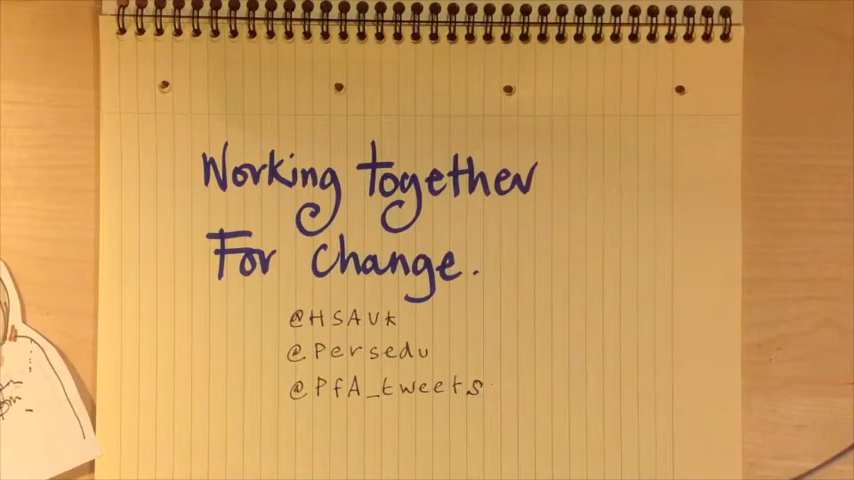 Working together
For change.
@HSAUk
@Persedu
@PfA_tweets